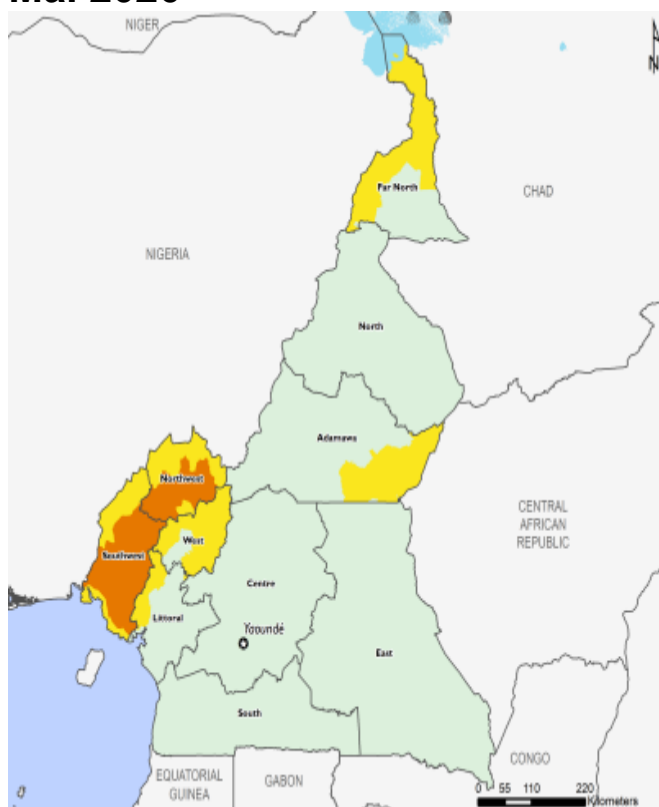 NIGER
N
Far North
CHAD
NIGERIA
North
Adamawa
Northwest
CENTRAL
AFRICAN
REPUBLIC
West
Southwest
Centre
Littoral
Yaoundé
East
South
CONGO
EQUATORIAL
GUINEA
GABON
0 55 110 220
Kilometers